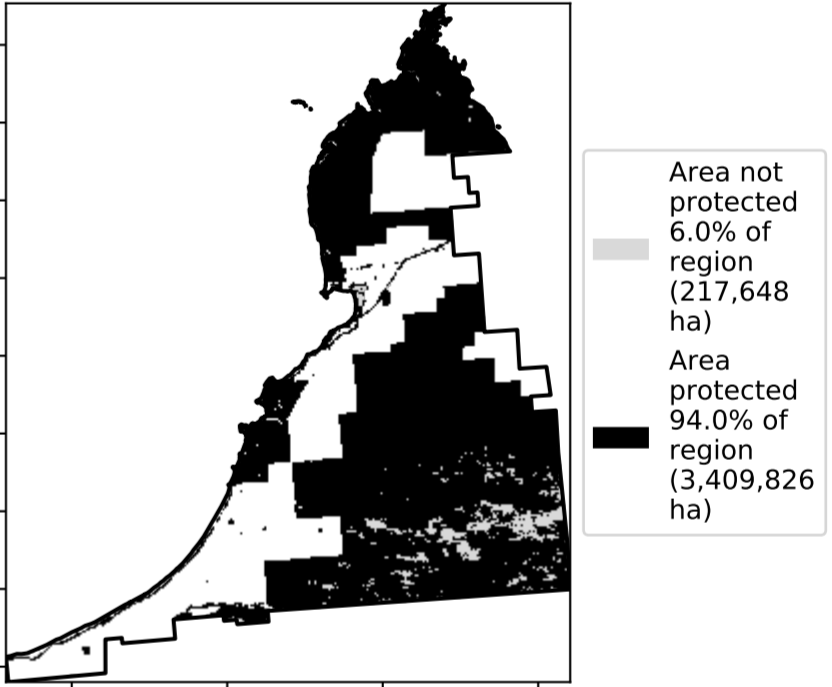 Area not
protected
6.0% of
region
(217,648
ha)
Area
protected
94.0% of
region
(3,409,826
ha)